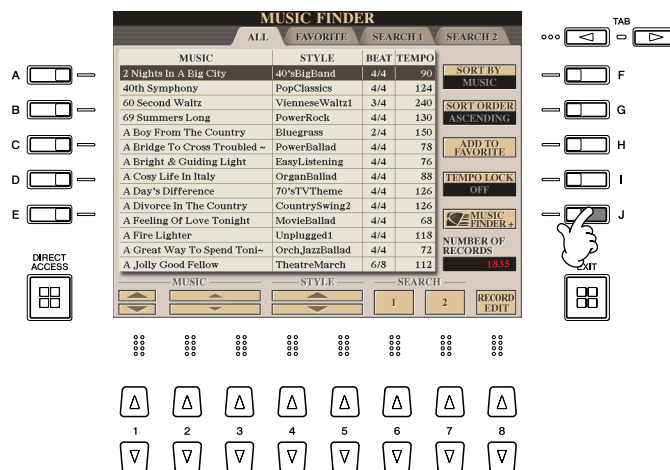 MUSIC FINDER
TAB
ALL FAVORITE SEARCH 1 SEARCH 2
MUSIC STYLE BEAT TEMPO
2 Nights In A Big City 40'sBigBand 4/4 90
40th Symphony PopClassics 4/4 124
60 Second Waltz VienneseWaltz1 3/4 240
69 Summers Long PowerRock 4/4 130
A Boy From The Country Bluegrass 2/4 150
A Bridge To Cross Troubled ~ PowerBallad 4/4 78
A Bright & Guiding Light EasyListening 4/4 76
A Cosy Life In Italy OrganBallad 4/4 88
A Day's Difference 70'sTVTheme 4/4 126
A Divorce In The Country CountrySwing2 4/4 126
A Feeling Of Love Tonight MovieBallad 4/4 68
A Fire Lighter Unplugged1 4/4 118
A Great Way To Spend Toni~ Orch.JazzBallad 4/4 72
A Jolly Good Fellow TheatreMarch 6/8 112
SORT BY
MUSIC
SORT ORDER
ASCENDING
ADD TO
FAVORITE
TEMPO LOCK
OFF
MUSIC
FINDER +
NUMBER OF
RECORDS
1835
A
B
C
D
E
F
G
H
I
J
DIRECT
ACCESS
EXIT
MUSIC STYLE SEARCH
1 2 RECORD
EDIT
1 2 3 4 5 6 7 8